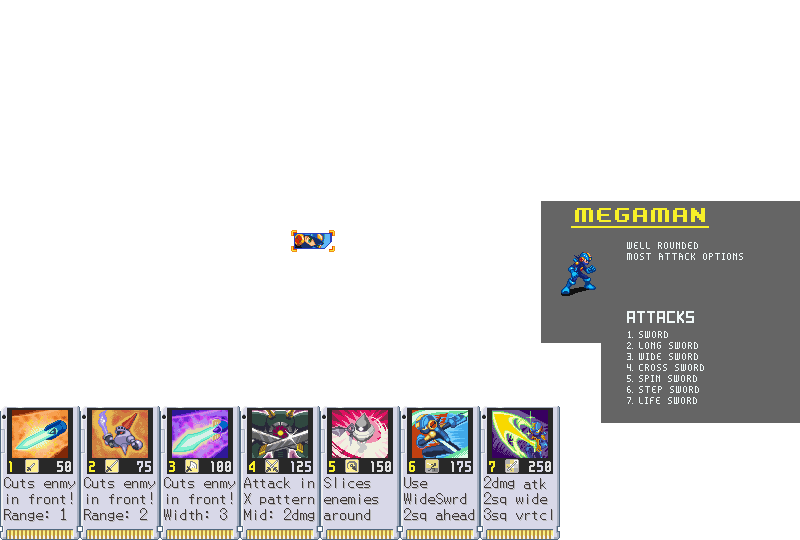 MEGAMAN
WELL ROUNDED
MOST ATTACK OPTIONS
ATTACKS
1. SWORD
2. LONG SWORD
3. WIDE SWORD
4. CROSS SWORD
5. SPIN SWORD
6. STEP SWORD
7. LIFE SWORD
1 50
Cuts enmy
in front!
Range: 1
2 75
Cuts enmy
in front!
Range: 2
3 100
Cuts enmy
in front!
Width: 3
4 125
Attack in
X pattern
Mid: 2dmg
5 150
Slices
enemies
around
6 175
Use
WideSwrd
2sq ahead
7 250
2dmg atk
2sq wide
3sq vrtcl